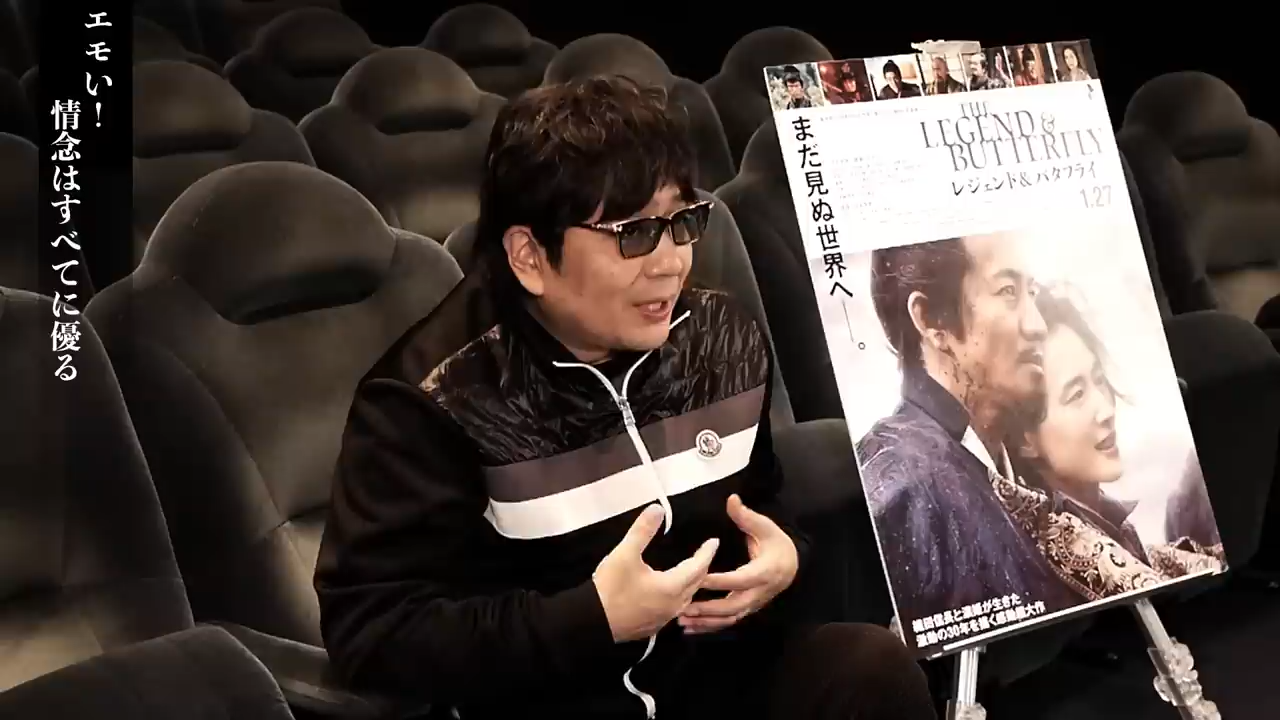 エモい！
情念はすべてに優る
まだ見ぬ世界へ──。
THE
LEGEND &
BUTTERFLY
レジェンド＆バタフライ
1.27
織田信長と濃姫が生きた
激動の30年を描く感動超大作